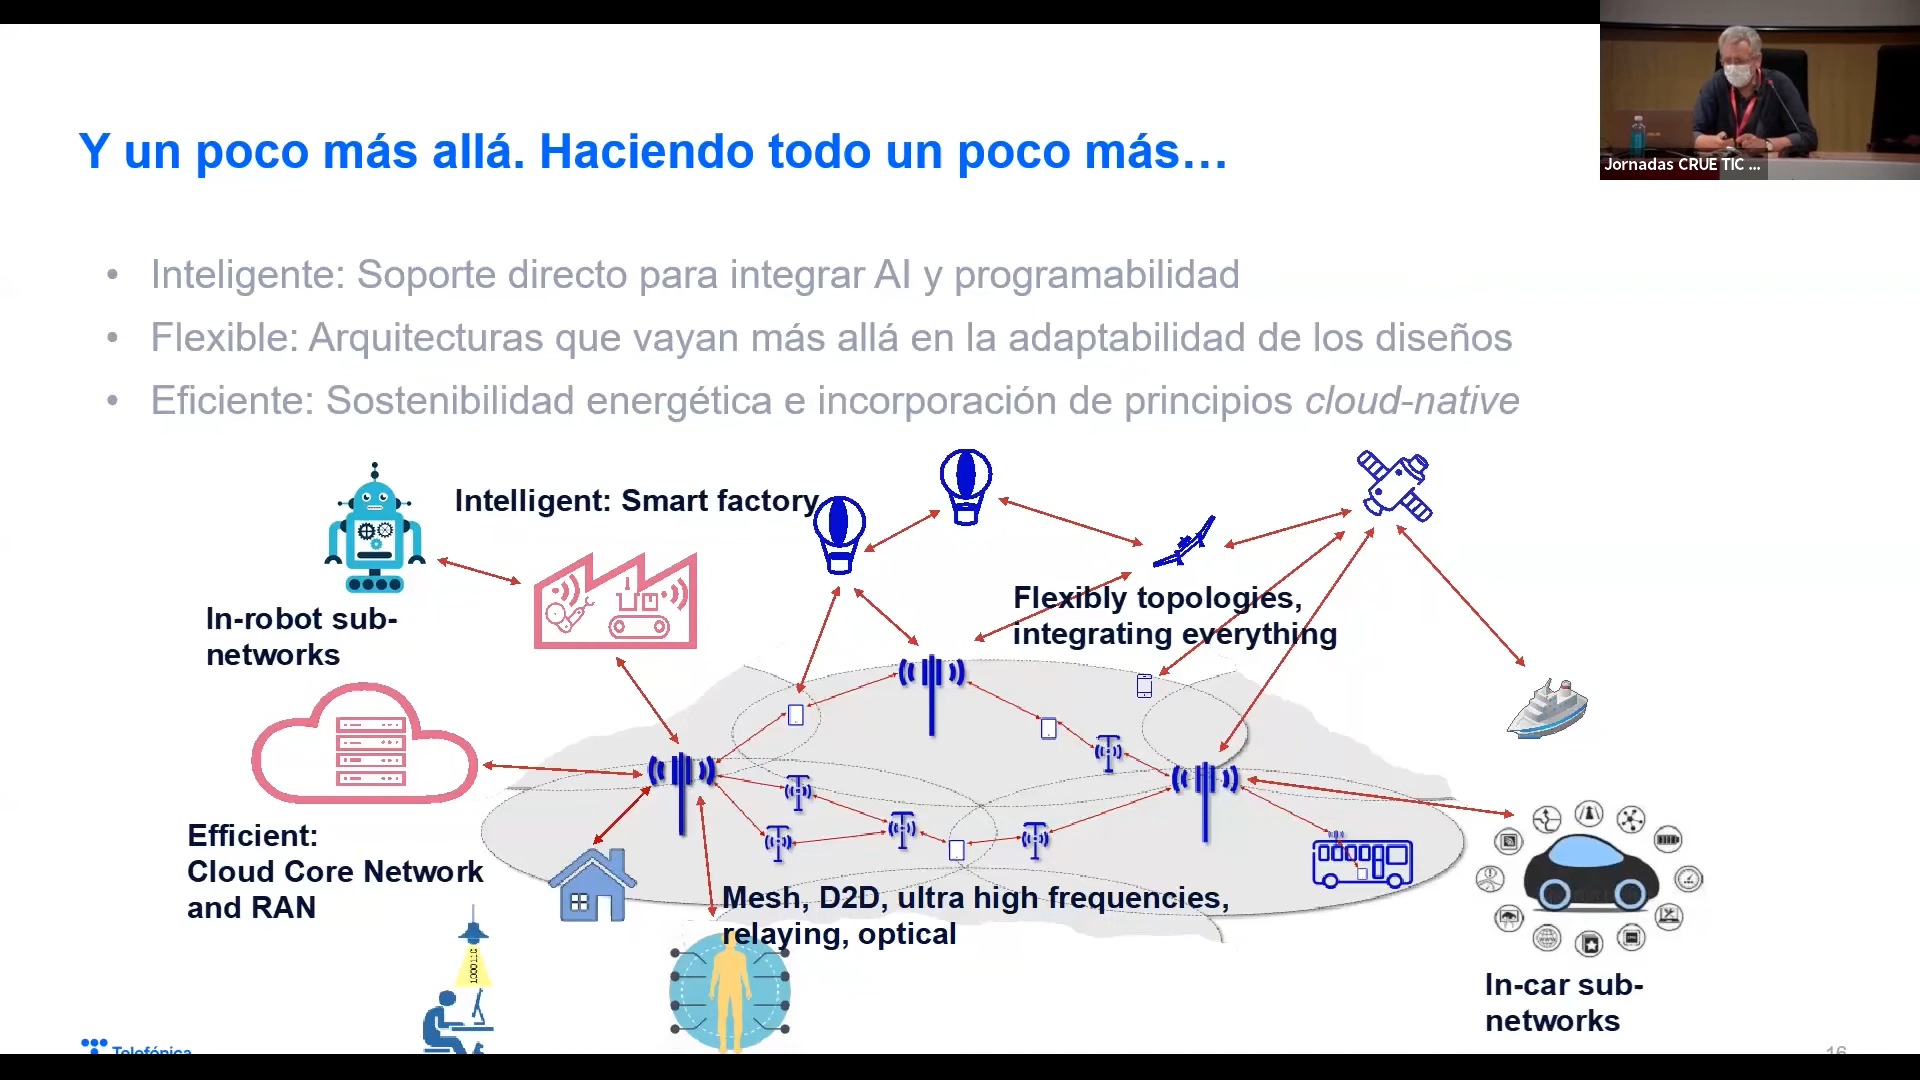 Y un poco más allá. Haciendo todo un poco más…
Jornadas CRUE TIC ...
• Inteligente: Soporte directo para integrar AI y programabilidad
• Flexible: Arquitecturas que vayan más allá en la adaptabilidad de los diseños
• Eficiente: Sostenibilidad energética e incorporación de principios cloud-native
Intelligent: Smart factory
In-robot sub-
networks
Flexibly topologies,
integrating everything
Efficient:
Cloud Core Network
and RAN
Mesh, D2D, ultra high frequencies,
relaying, optical
In-car sub-
networks
Telefónica
16